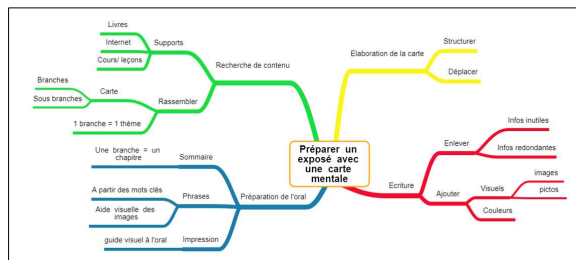 Livres
Internet
Cours/ leçons
Supports
Recherche de contenu
Branches
Sous branches
Carte
Rassembler
1 branche = 1 thème
Elaboration de la carte
Structurer
Déplacer
Préparer un
exposé avec
une carte
mentale
Une branche = un
chapitre
Sommaire
A partir des mots clés
Aide visuelle des
images
Phrases
Préparation de l'oral
guide visuel à l'oral
Impression
Ecriture
Enlever
Infos inutiles
Infos redondantes
Ajouter
Visuels
images
pictos
Couleurs